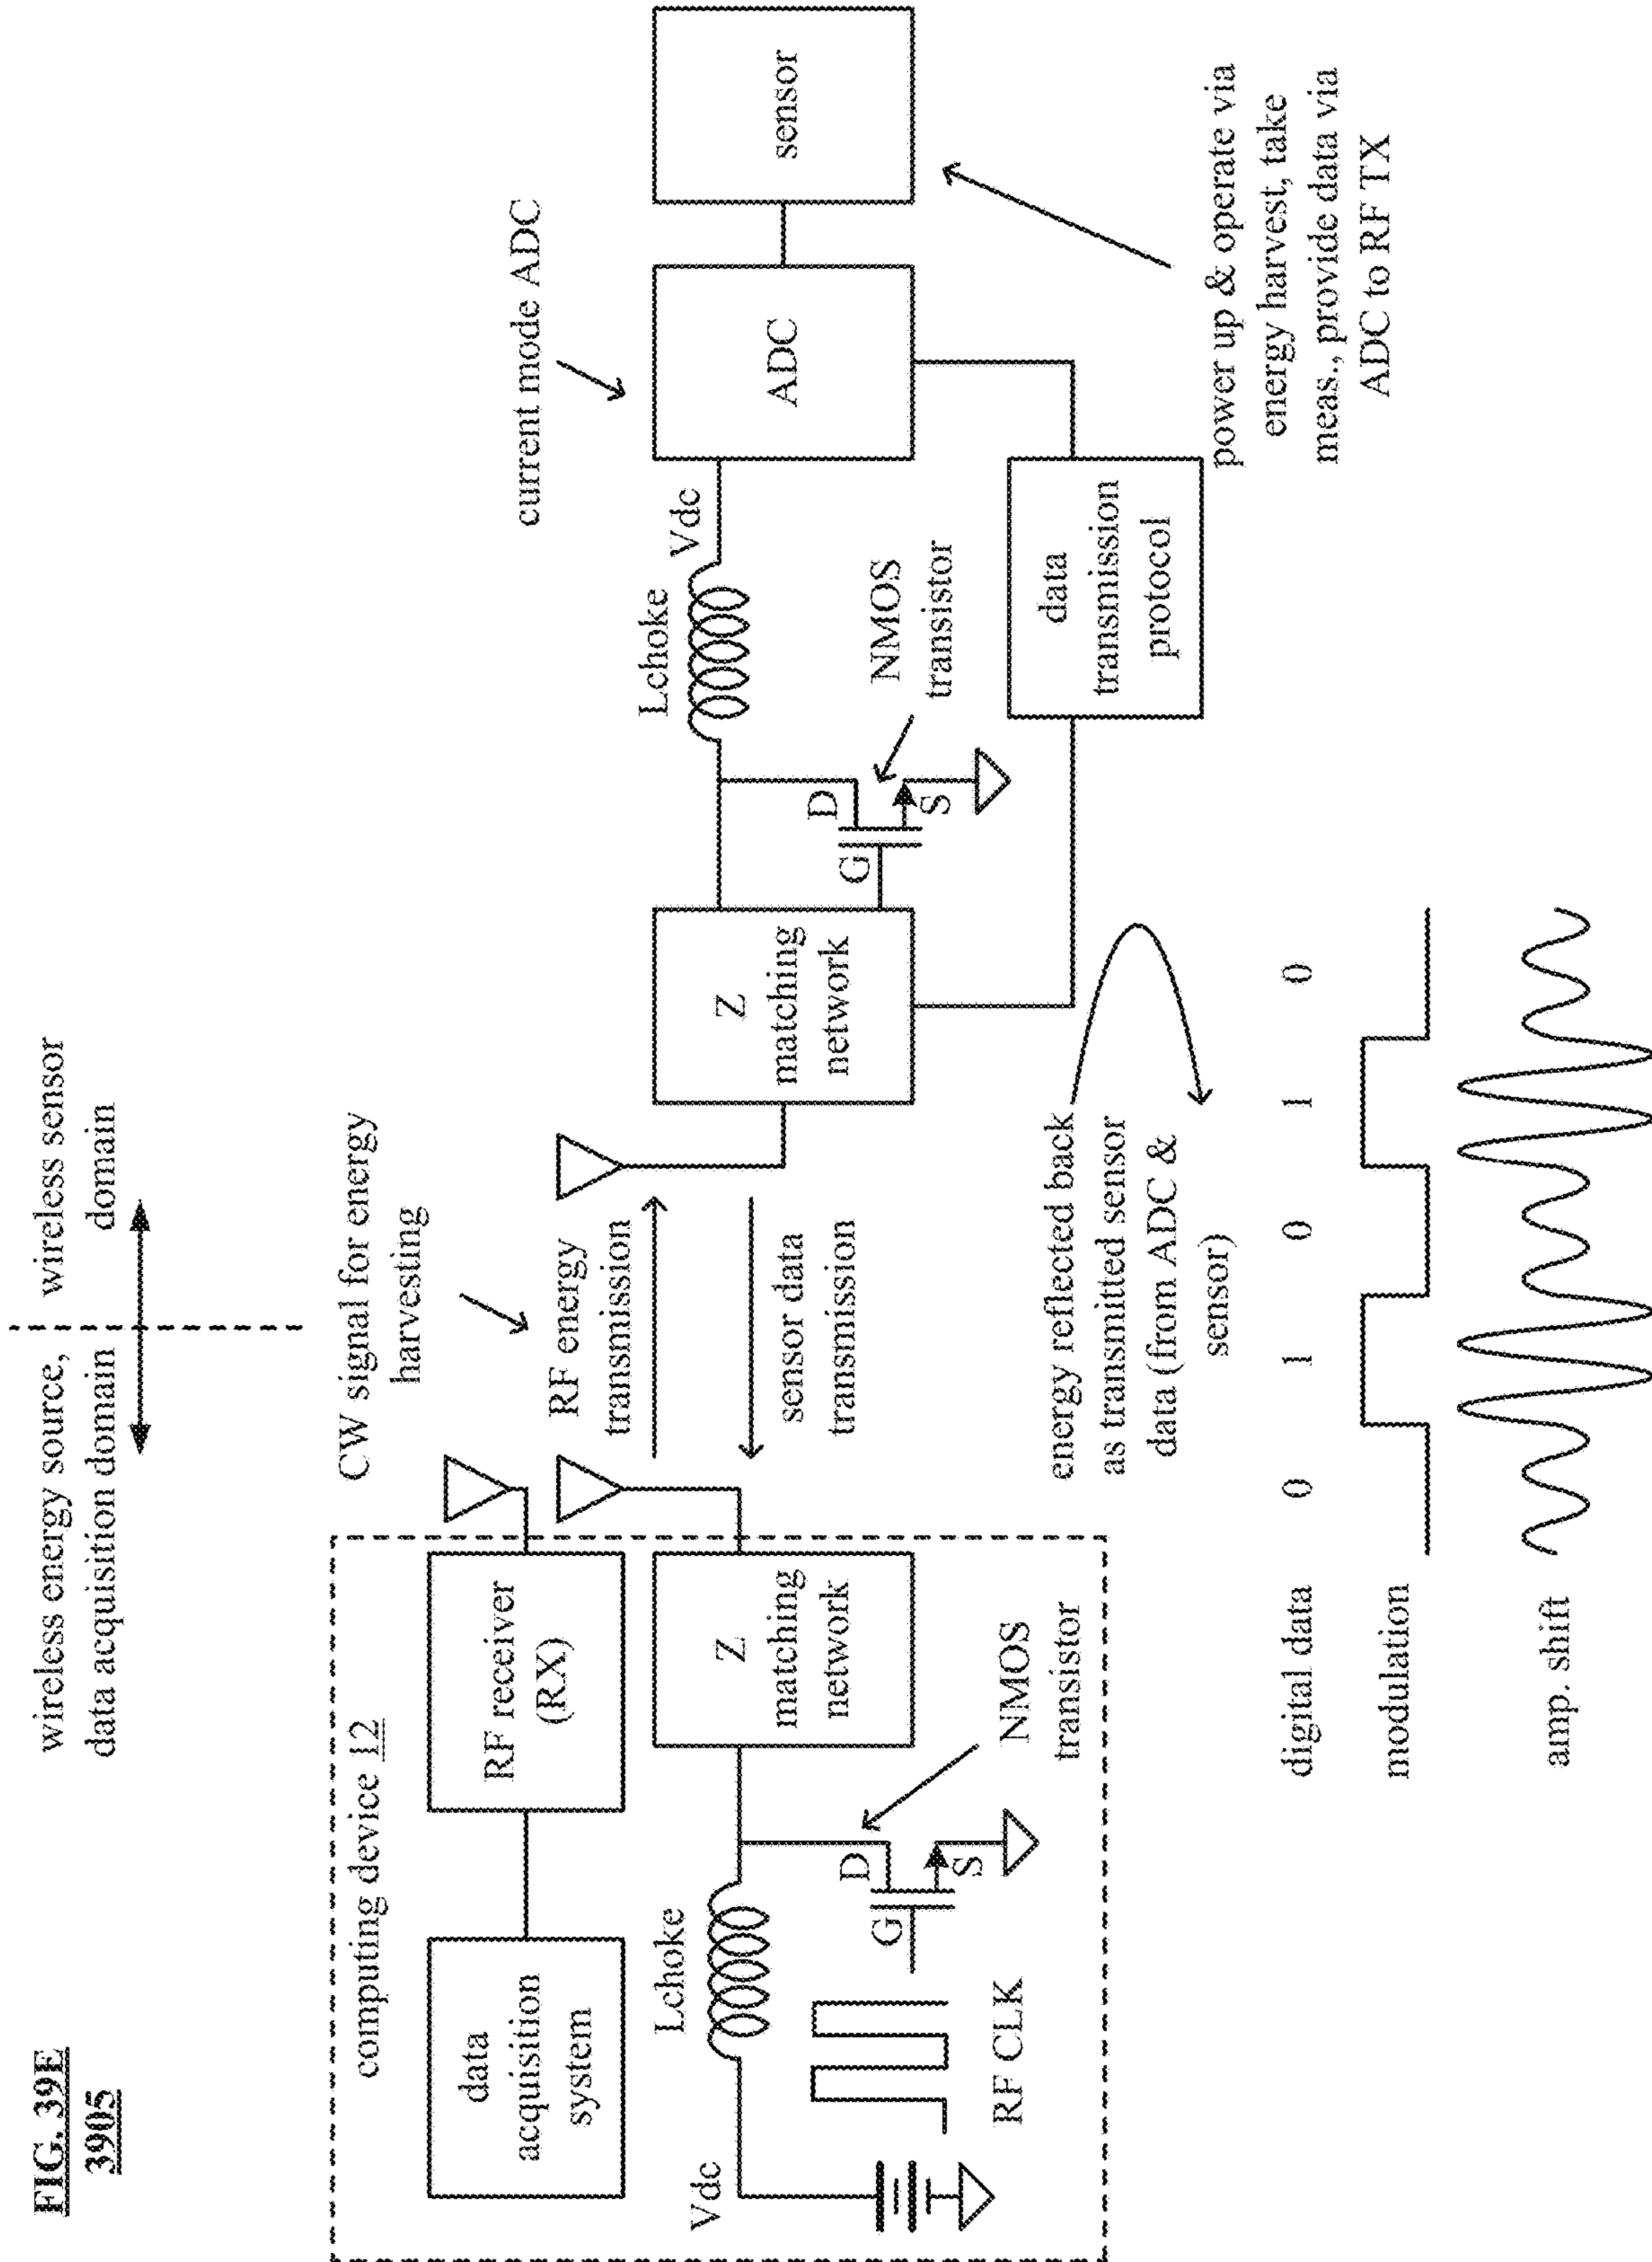 FIG. 39E
3905
wireless energy source,
data acquisition domain
wireless sensor
domain
computing device 12
data
acquisition
system
RF receiver
(RX)
CW signal for energy
harvesting
RF energy
transmission
sensor data
transmission
Vdc
Lchoke
RF CLK
G
D
S
NMOS
transistor
Z
matching
network
Z
matching
network
G
D
S
NMOS
transistor
Lchoke
Vdc
current mode ADC
ADC
sensor
data
transmission
protocol
power up & operate via
energy harvest, take
meas., provide data via
ADC to RF TX
energy reflected back
as transmitted sensor
data (from ADC &
sensor)
digital data 0 1 0 1 0
modulation
amp. shift